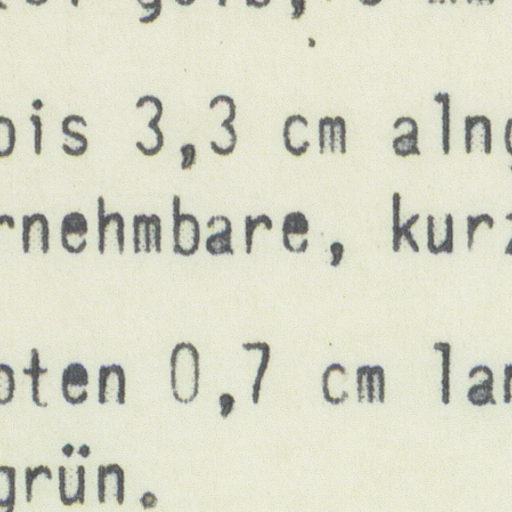 bis 3,3 cm alng
rnehmbare, kurz
oten 0,7 cm lan
grün.